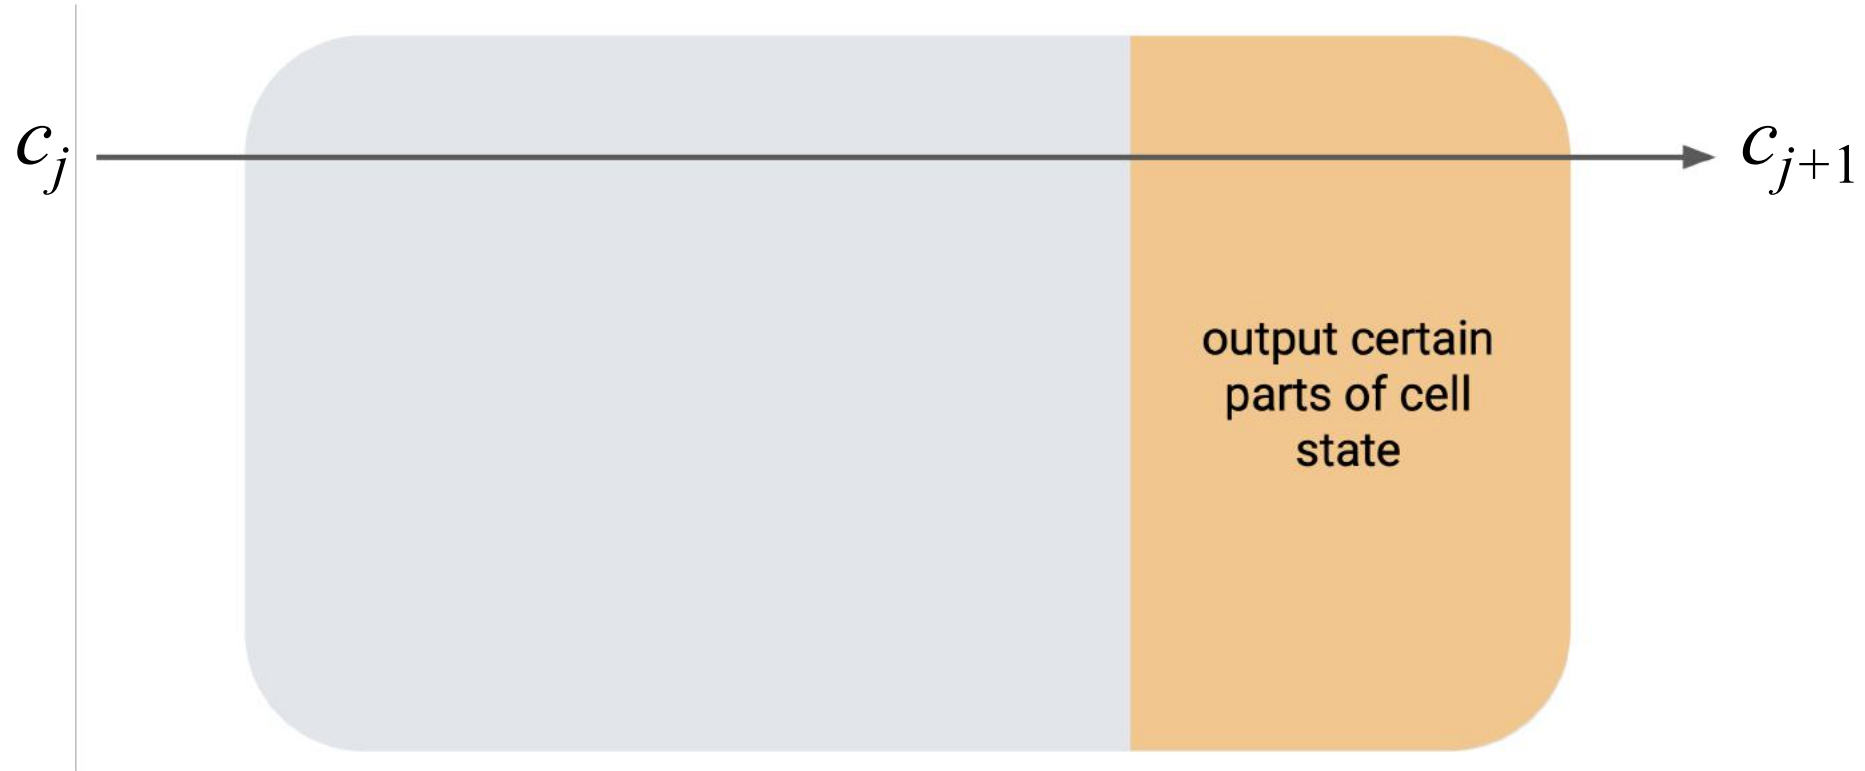 c_j
c_{j+1}
output certain
parts of cell
state